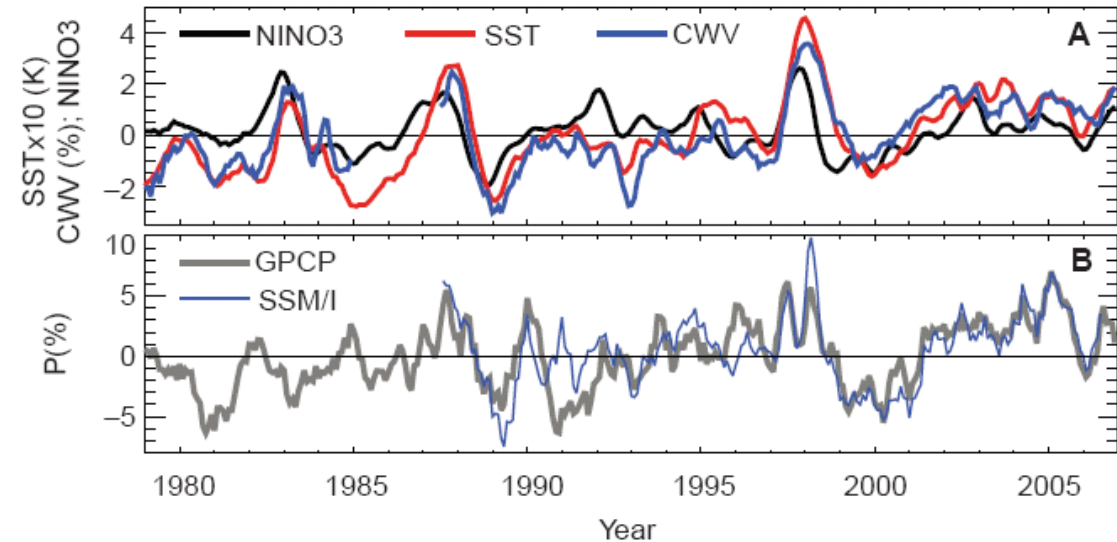 SSTx10 (K)
CWV (%); NINO3
4
2
0
−2
NINO3 SST CWV A
P(%)
10
5
0
−5
GPCP B
SSM/I
1980 1985 1990 1995 2000 2005
Year